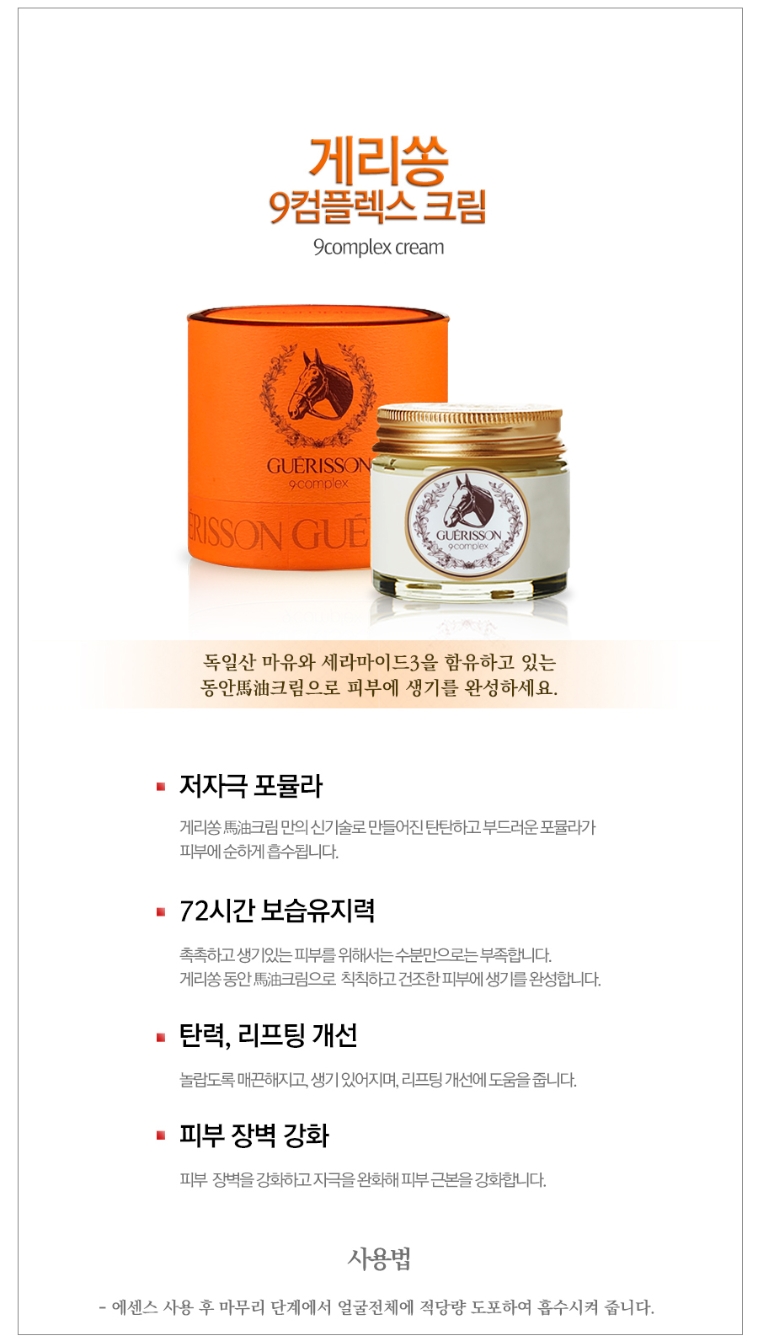 게리쏭
9컴플렉스 크림
9complex cream
GUÉRISSON
9complex
ÉRISSON GUÉ
GUÉRISSON
9complex
독일산 마유와 세라마이드3을 함유하고 있는
동안馬油크림으로 피부에 생기를 완성하세요.
저자극 포뮬라
게리쏭 馬油크림 만의 신기술로 만들어진 탄탄하고 부드러운 포뮬라가
피부에 순하게 흡수됩니다.
72시간 보습유지력
촉촉하고 생기있는 피부를 위해서는 수분만으로는 부족합니다.
게리쏭 동안 馬油크림으로 칙칙하고 건조한 피부에 생기를 완성합니다.
탄력, 리프팅 개선
놀랍도록 매끈해지고, 생기 있어지며, 리프팅 개선에 도움을 줍니다.
피부 장벽 강화
피부 장벽을 강화하고 자극을 완화해 피부 근본을 강화합니다.
사용법
- 에센스 사용 후 마무리 단계에서 얼굴전체에 적당량 도포하여 흡수시켜 줍니다.